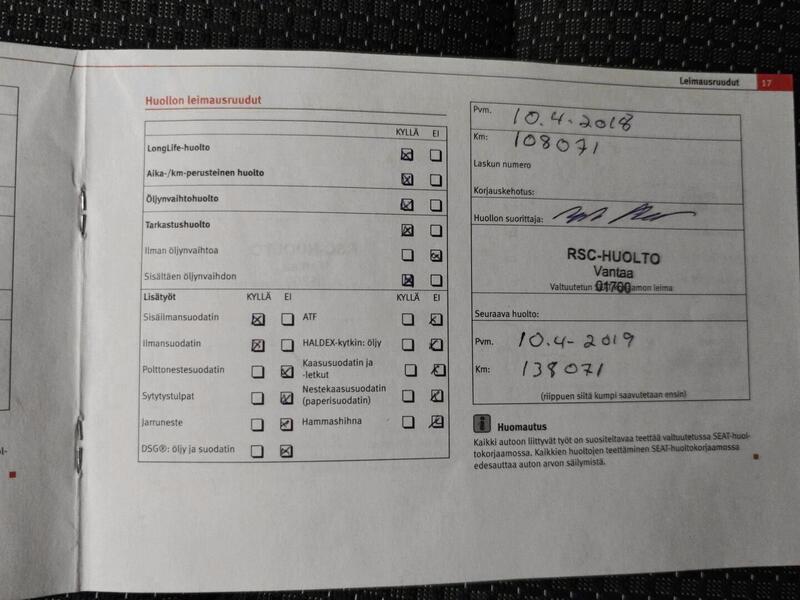 Leimausruudut 17
Huollon leimausruudut
KYLLÄ EI
LongLife-huolto
Aika-/km-perusteinen huolto
Öljynvaihtohuolto
Tarkastushuolto
Ilman öljynvaihtoa
Sisältäen öljynvaihdon
Lisätyöt KYLLÄ EI KYLLÄ EI
Sisäilmansuodatin ATF
Ilmansuodatin HALDEX-kytkin: öljy
Polttonestesuodatin Kaasusuodatin ja
-letkut
Sytytystulpat Nestekaasusuodatin
(paperisuodatin)
Jarruneste Hammashihna
DSG®: öljy ja suodatin
Pvm. 10.4-2018
Km: 108071
Laskun numero
Korjauskehotus:
Huollon suorittaja:
RSC-HUOLTO
Vantaa
01760
Valtuutetun leima
Seuraava huolto:
Pvm. 10.4-2019
Km: 138071
(riippuen siitä kumpi saavutetaan ensin)
Huomautus
Kaikki autoon liittyvät työt on suositeltavaa teettää valtuutetussa SEAT-huol-
tokorjaamossa. Kaikkien huoltojen teettäminen SEAT-huoltokorjaamossa
edesauttaa auton arvon säilymistä.